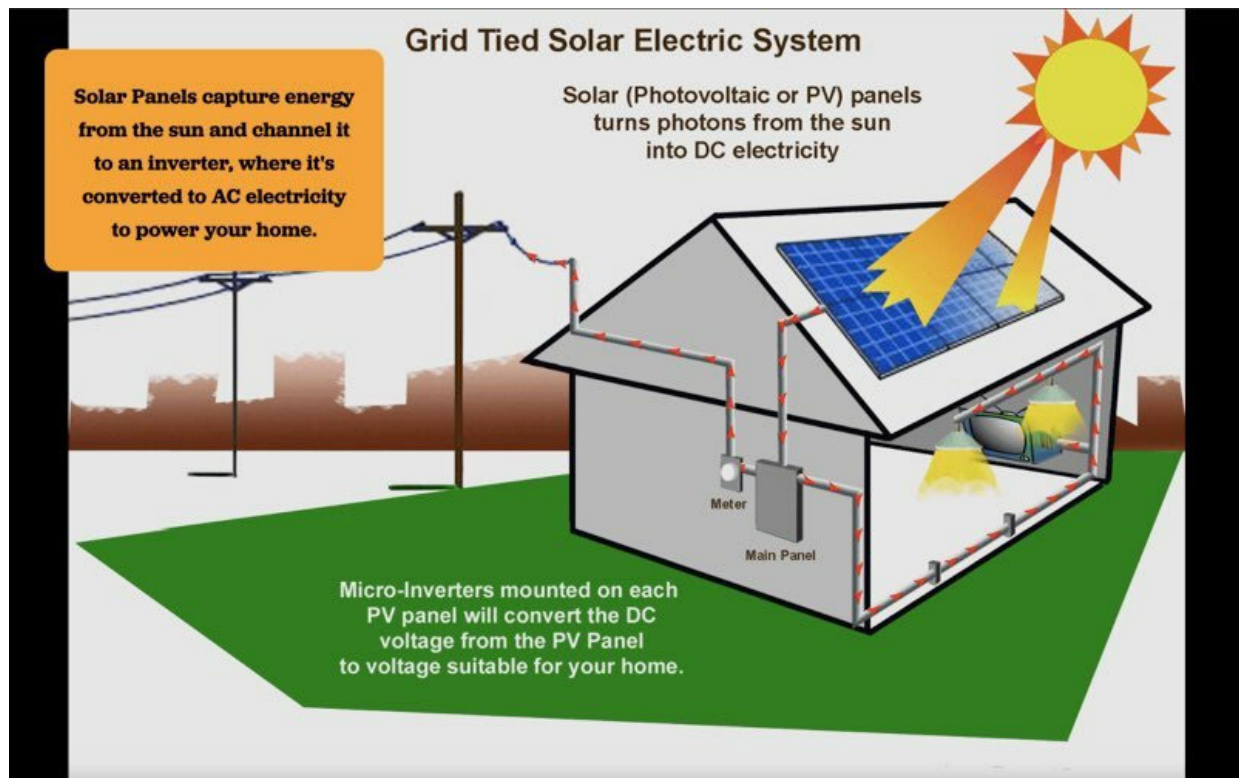 Grid Tied Solar Electric System
Solar Panels capture energy
from the sun and channel it
to an inverter, where it's
converted to AC electricity
to power your home.
Solar (Photovoltaic or PV) panels
turns photons from the sun
into DC electricity
Meter
Main Panel
Micro-Inverters mounted on each
PV panel will convert the DC
voltage from the PV Panel
to voltage suitable for your home.